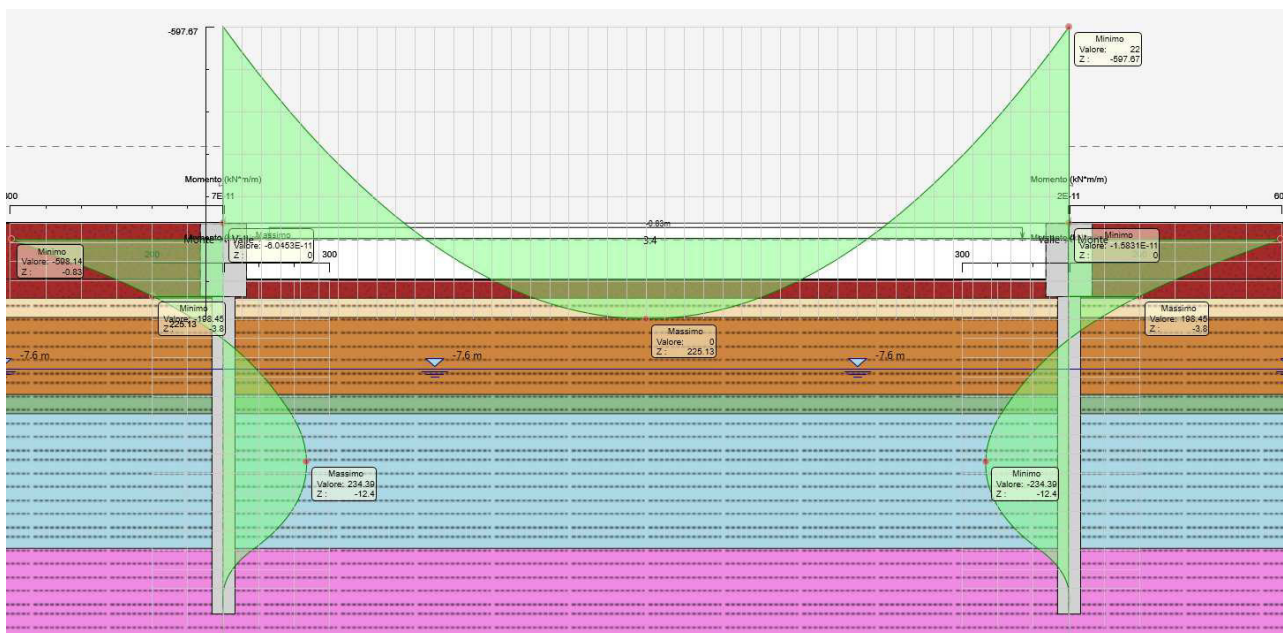 -597.67
Minimo
Valore: 22
Z : -597.67
Momento (kN*m/m)
Momento (kN*m/m)
7E-11
2E-11
-0.83m
3.4
Massimo
Valore: -6.0453E-11
Z : 0
Minimo
Valore: -1.5831E-11
Z : 0
Monte
Valle
Valle
Monte
Minimo
Valore: -598.14
Z : -0.83
200
300
300
Minimo
Valore: -198.45
Z : -3.8
225.13
Massimo
Valore: 198.45
Z : -3.8
Massimo
Valore: 0
Z : 225.13
-7.6 m
-7.6 m
-7.6 m
Massimo
Valore: 234.39
Z : -12.4
Minimo
Valore: -234.39
Z : -12.4